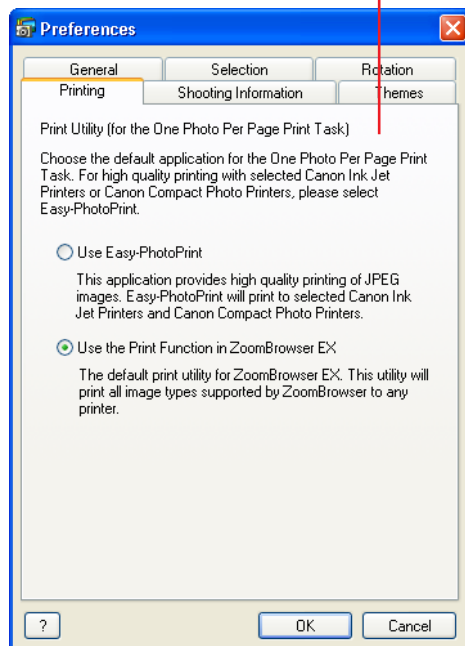 Preferences
General Selection Rotation
Printing Shooting Information Themes
Print Utility (for the One Photo Per Page Print Task)
Choose the default application for the One Photo Per Page Print
Task. For high quality printing with selected Canon Ink Jet
Printers or Canon Compact Photo Printers, please select
Easy-PhotoPrint.
Use Easy-PhotoPrint
This application provides high quality printing of JPEG
images. Easy-PhotoPrint will print to selected Canon Ink
Jet Printers and Canon Compact Photo Printers.
Use the Print Function in ZoomBrowser EX
The default print utility for ZoomBrowser EX. This utility will
print all image types supported by ZoomBrowser to any
printer.
? OK Cancel